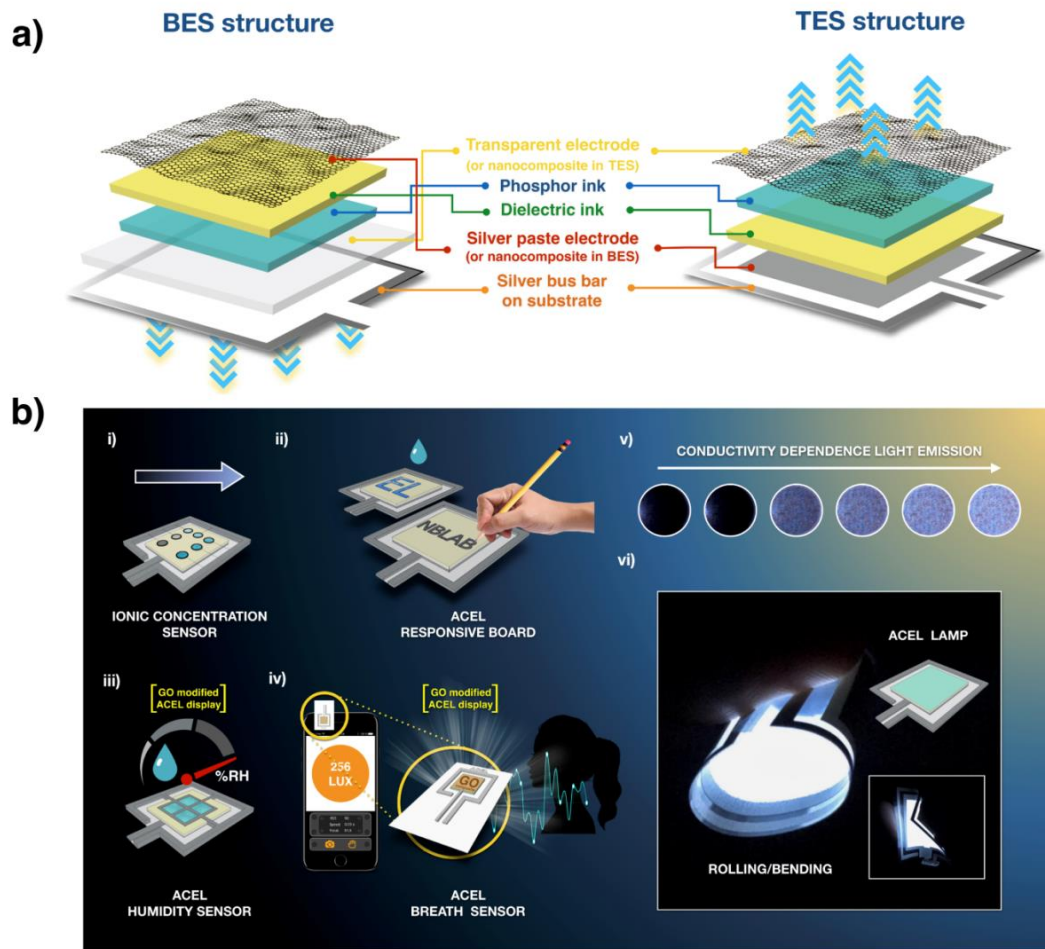 a)
BES structure
TES structure
Transparent electrode
(or nanocomposite in TES)
Phosphor ink
Dielectric ink
Silver paste electrode
(or nanocomposite in BES)
Silver bus bar
on substrate
b)
i)
IONIC CONCENTRATION
SENSOR
ii)
EL
NBLAB
ACEL
RESPONSIVE BOARD
v)
CONDUCTIVITY DEPENDENCE LIGHT EMISSION
vi)
ACEL LAMP
ROLLING/BENDING
iii)
GO modified
ACEL display
%RH
ACEL
HUMIDITY SENSOR
iv)
GO modified
ACEL display
256
LUX
GO
ACEL
BREATH SENSOR